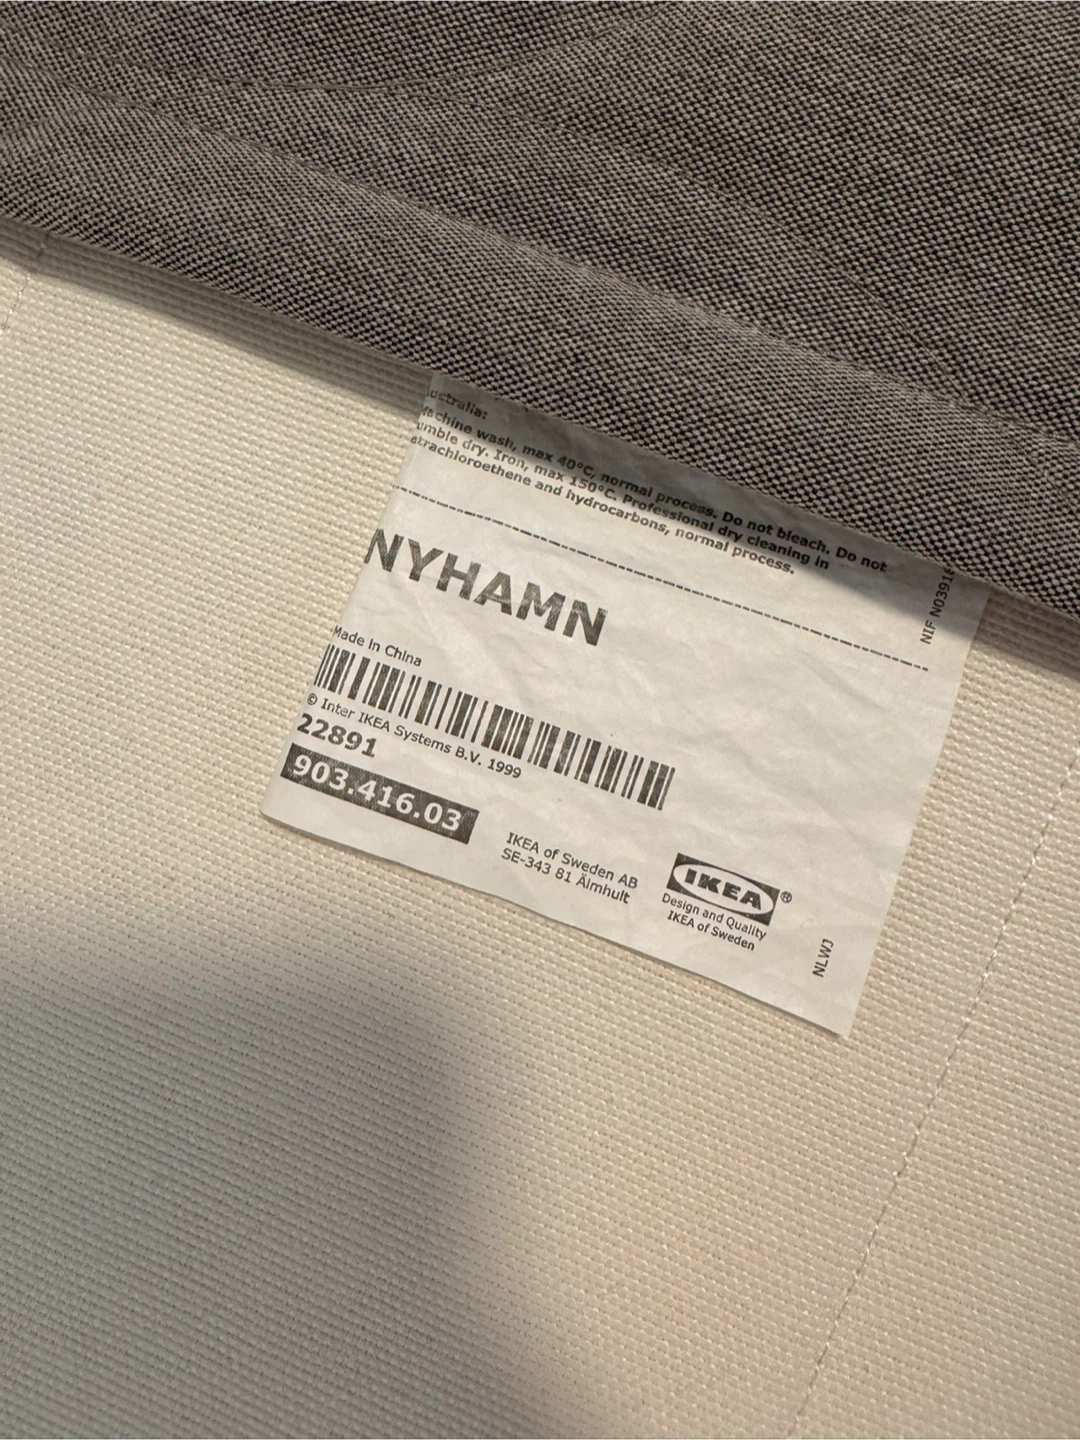 ustralia:
achine wash, max 40°C, normal process. Do not bleach. Do not
umble dry. Iron, max 150°C. Professional dry cleaning in
etrachloroethene and hydrocarbons, normal process.
NYHAMN
Made in China
© Inter IKEA Systems B.V. 1999
22891
903.416.03
IKEA of Sweden AB
SE-343 81 Älmhult
IKEA®
Design and Quality
IKEA of Sweden
NLWJ
NIF N0391